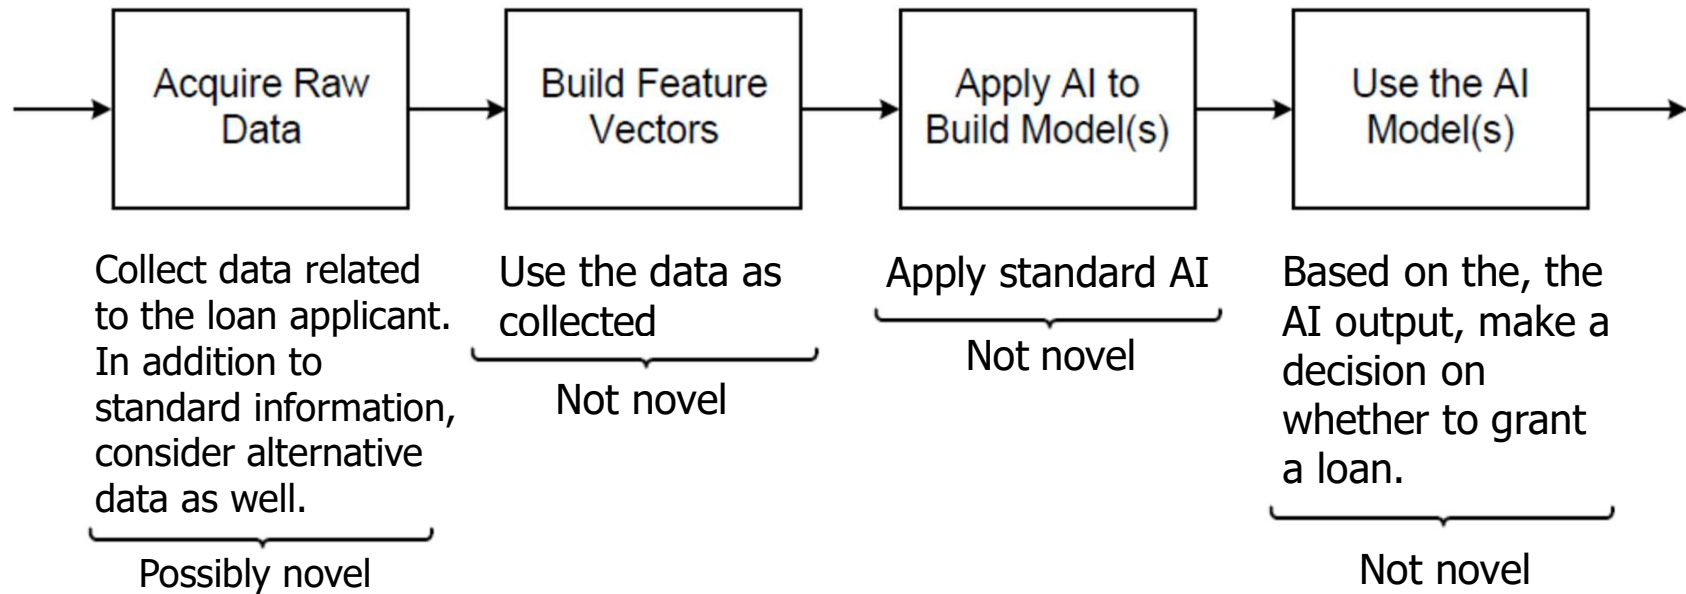 Acquire Raw
Data
Build Feature
Vectors
Apply AI to
Build Model(s)
Use the AI
Model(s)
Collect data related
to the loan applicant.
In addition to
standard information,
consider alternative
data as well.
Possibly novel
Use the data as
collected
Not novel
Apply standard AI
Not novel
Based on the, the
AI output, make a
decision on
whether to grant
a loan.
Not novel